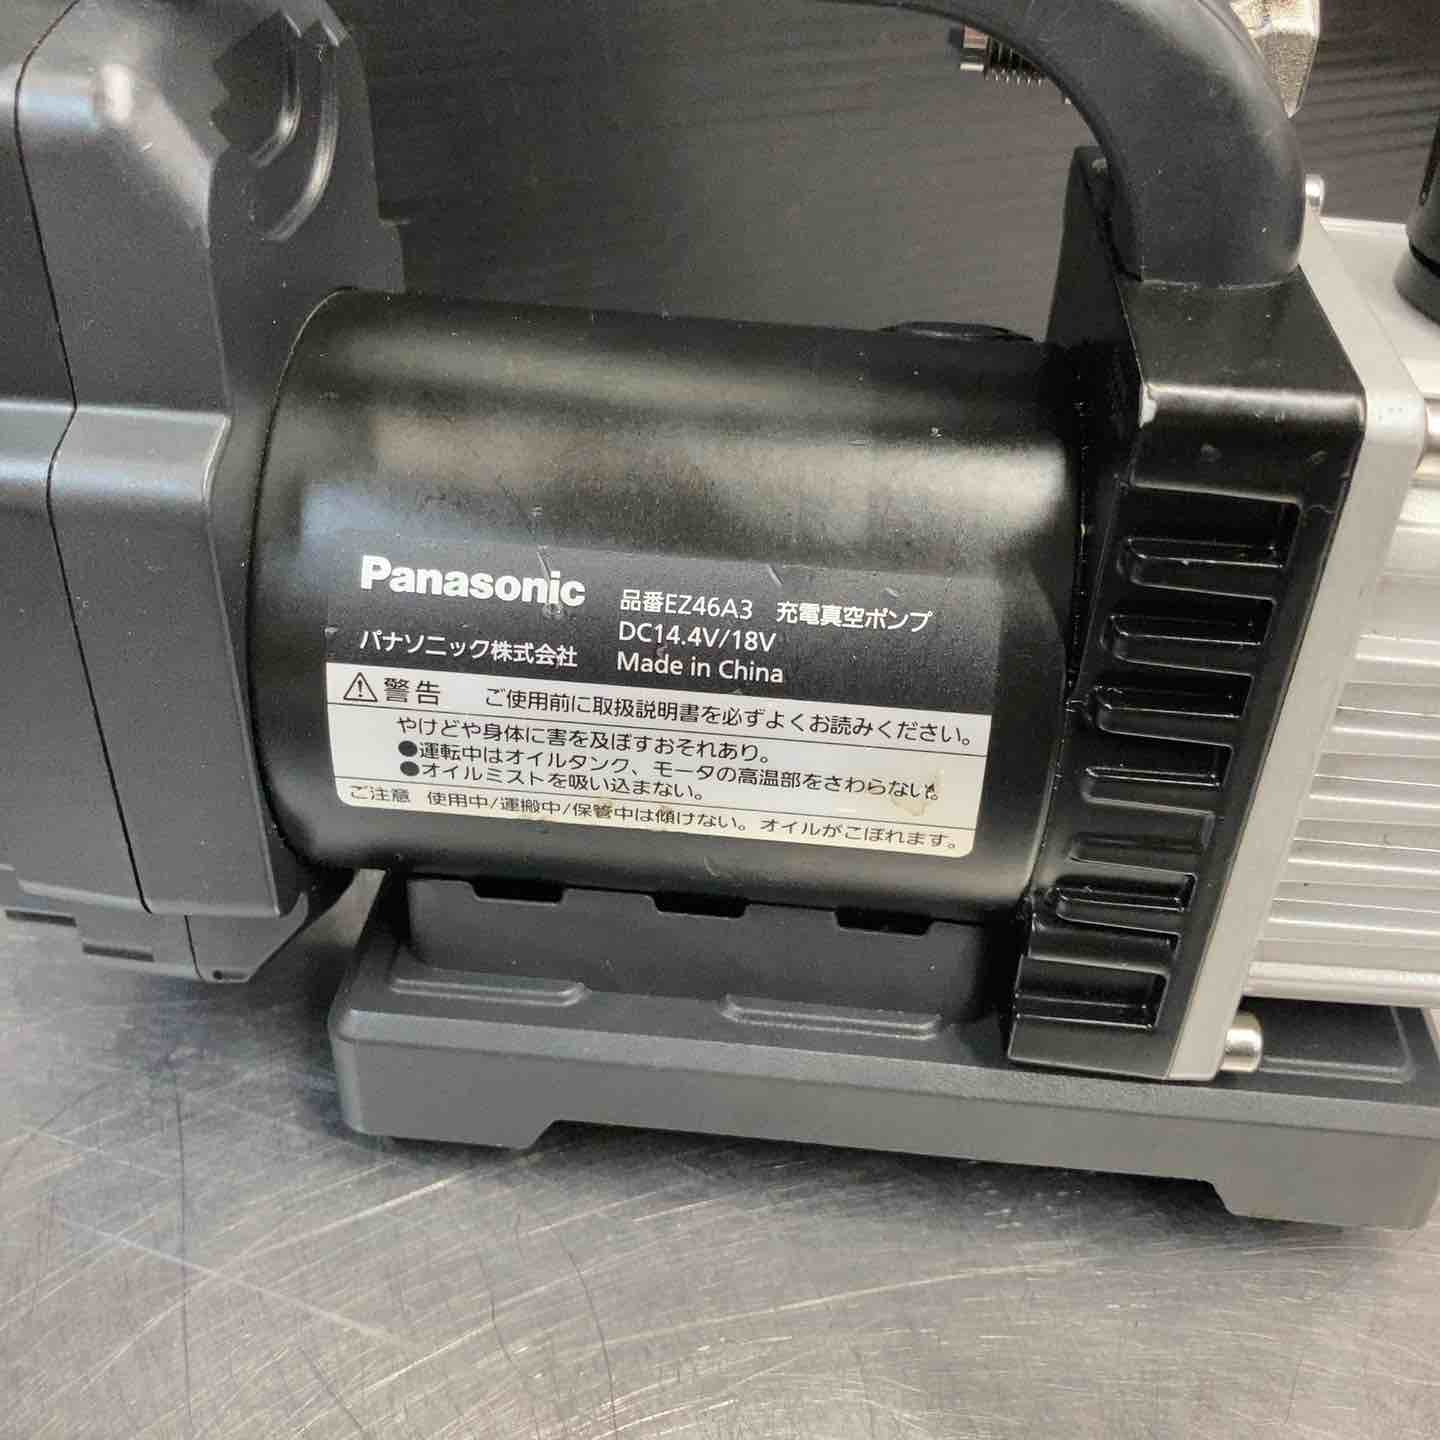 Panasonic
パナソニック株式会社
品番EZ46A3 充電真空ポンプ
DC14.4V/18V
Made in China
警告 ご使用前に取扱説明書を必ずよくお読みください。
やけどや身体に害を及ぼすおそれあり。
●運転中はオイルタンク、モータの高温部をさわらない。
●オイルミストを吸い込まない。
ご注意 使用中/運搬中/保管中は傾けない。オイルがこぼれます。